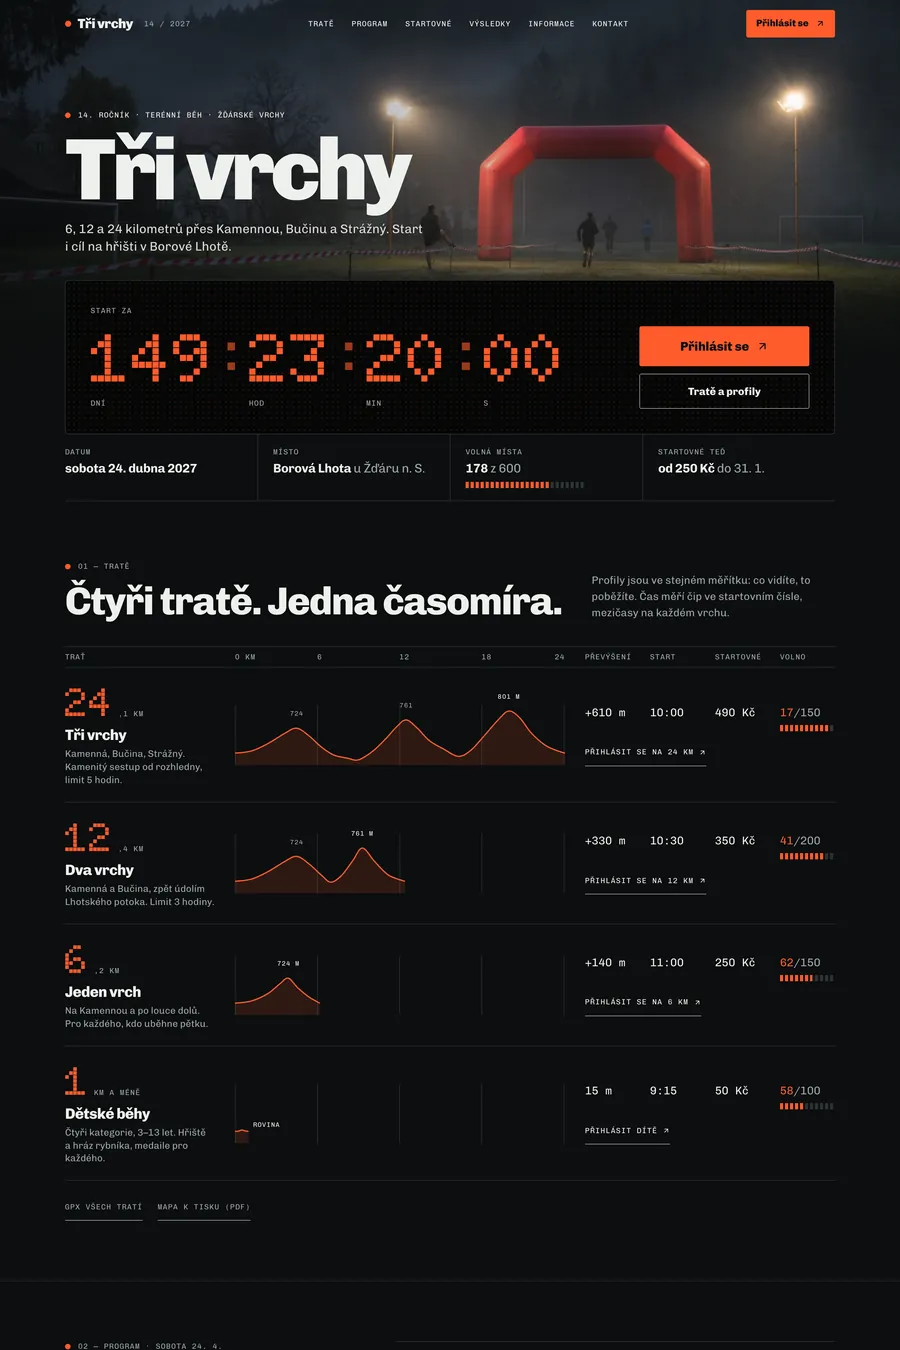 Tři vrchy 14 / 2027 TRATĚ PROGRAM STARTOVNÉ VÝSLEDKY INFORMACE KONTAKT Přihlásit se ↗
14. ROČNÍK · TERÉNNÍ BĚH · ŽĎÁRSKÉ VRCHY
Tři vrchy
6, 12 a 24 kilometrů přes Kamennou, Bučinu a Strážný. Start
i cíl na hřišti v Borové Lhotě.
START ZA
149:23:20:00
DNÍ HOD MIN S
Přihlásit se ↗
Tratě a profily
DATUM
sobota 24. dubna 2027
MÍSTO
Borová Lhota u Žďáru n. S.
VOLNÁ MÍSTA
178 z 600
STARTOVNÉ TEĎ
od 250 Kč do 31. 1.
01 — TRATĚ
Čtyři tratě. Jedna časomíra.
Profily jsou ve stejném měřítku: co vidíte, to
poběžíte. Čas měří čip ve startovním čísle,
mezičasy na každém vrchu.
TRAŤ 0 KM 6 12 18 24 PŘEVÝŠENÍ START STARTOVNÉ VOLNO
24 ,1 KM
Tři vrchy
Kamenná, Bučina, Strážný.
Kamenitý sestup od rozhledny,
limit 5 hodin.
724 761 801 M
+610 m 10:00 490 Kč 17/150
PŘIHLÁSIT SE NA 24 KM ↗
12 ,4 KM
Dva vrchy
Kamenná a Bučina, zpět údolím
Lhotského potoka. Limit 3 hodiny.
724 761 M
+330 m 10:30 350 Kč 41/200
PŘIHLÁSIT SE NA 12 KM ↗
6 ,2 KM
Jeden vrch
Na Kamennou a po louce dolů.
Pro každého, kdo uběhne pětku.
724 M
+140 m 11:00 250 Kč 62/150
PŘIHLÁSIT SE NA 6 KM ↗
1 KM A MÉNĚ
Dětské běhy
Čtyři kategorie, 3–13 let. Hřiště
a hráz rybníka, medaile pro
každého.
ROVINA
15 m 9:15 50 Kč 58/100
PŘIHLÁSIT DÍTĚ ↗
GPX VŠECH TRATÍ MAPA K TISKU (PDF)
02 — PROGRAM · SOBOTA 24. 4.